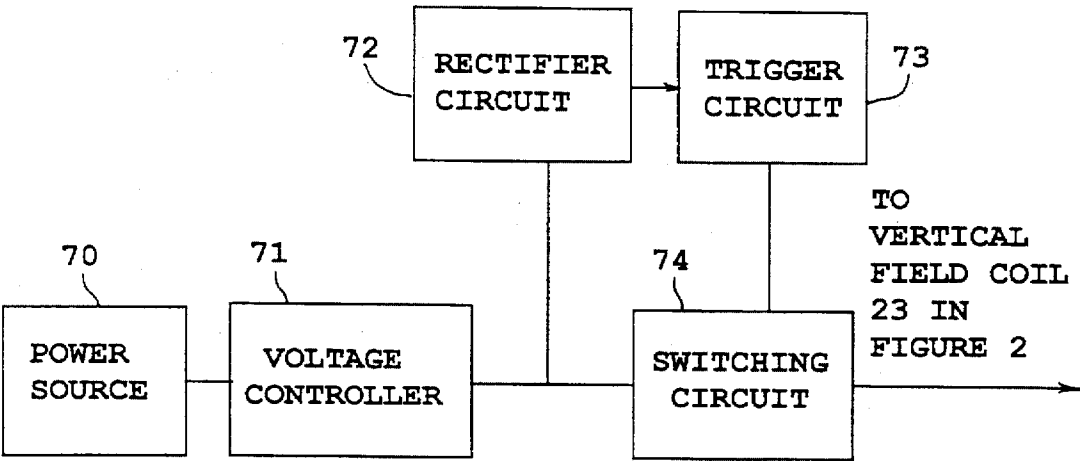 72
RECTIFIER
CIRCUIT
TRIGGER
CIRCUIT
73
TO
VERTICAL
FIELD COIL
23 IN
FIGURE 2
70
POWER
SOURCE
71
VOLTAGE
CONTROLLER
74
SWITCHING
CIRCUIT